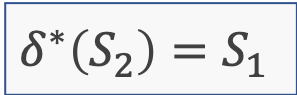 δ*(S₂) = S₁